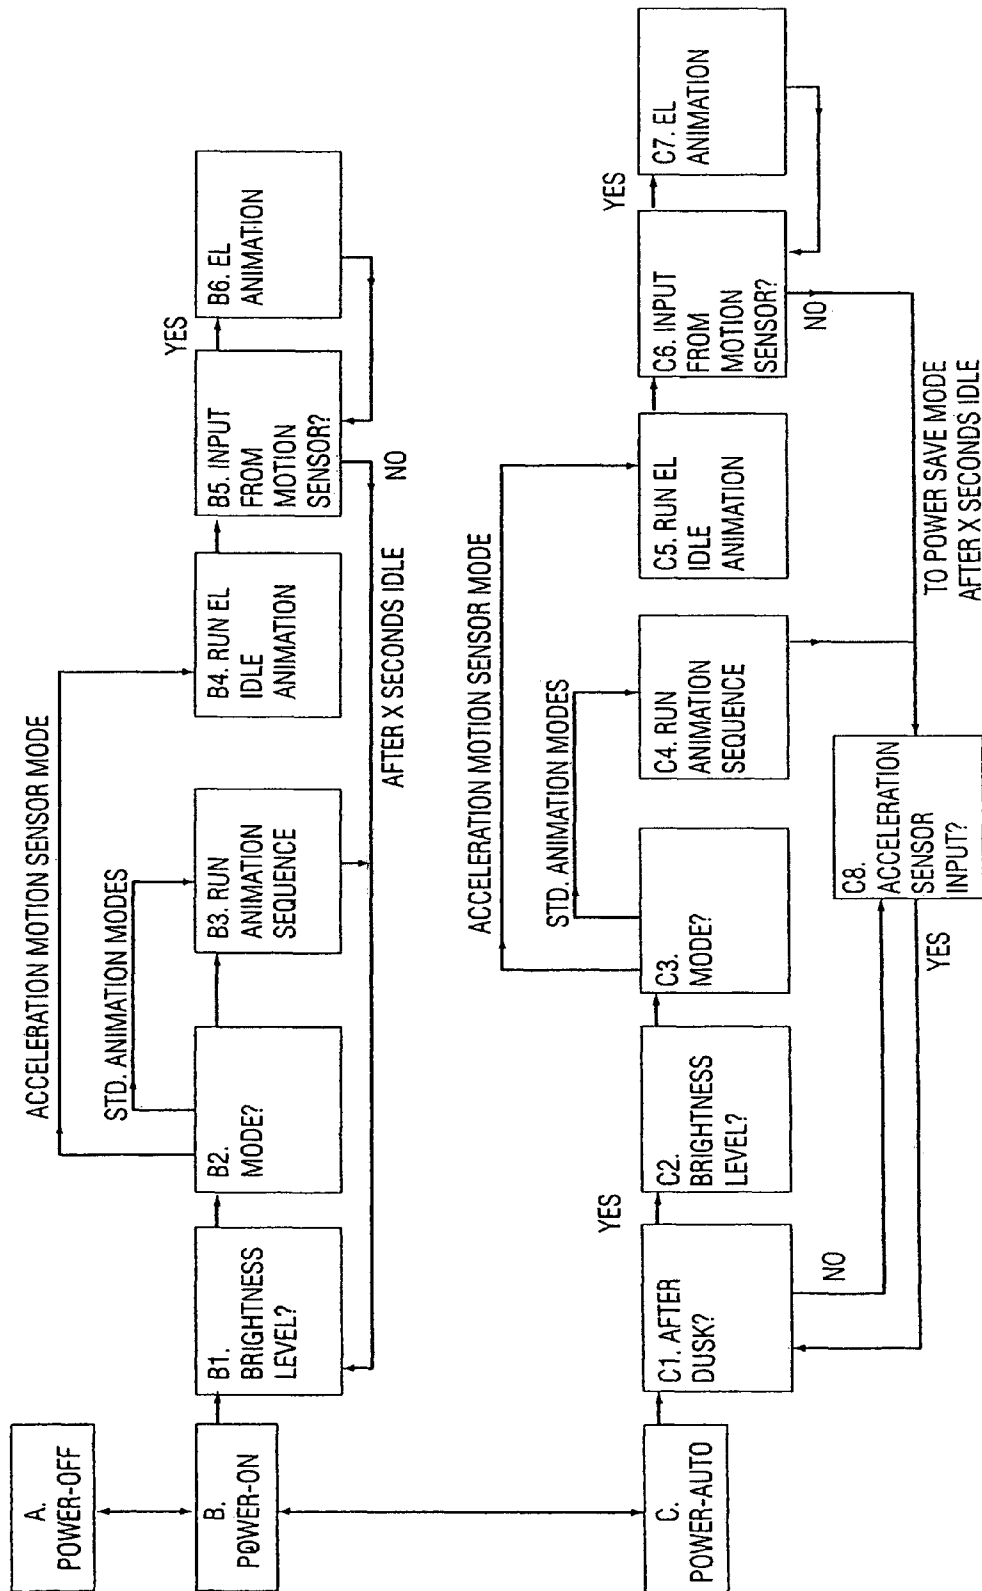 A.
POWER-OFF
B.
POWER-ON
B1.
BRIGHTNESS
LEVEL?
B2.
MODE?
ACCELERATION MOTION SENSOR MODE
STD. ANIMATION MODES
B3. RUN
ANIMATION
SEQUENCE
B4. RUN EL
IDLE
ANIMATION
B5. INPUT
FROM
MOTION
SENSOR?
YES
B6. EL
ANIMATION
NO
AFTER X SECONDS IDLE
C.
POWER-AUTO
C1. AFTER
DUSK?
YES
NO
C2.
BRIGHTNESS
LEVEL?
C3.
MODE?
ACCELERATION MOTION SENSOR MODE
STD. ANIMATION MODES
C4. RUN
ANIMATION
SEQUENCE
C5. RUN EL
IDLE
ANIMATION
C6. INPUT
FROM
MOTION
SENSOR?
YES
C7. EL
ANIMATION
NO
TO POWER SAVE MODE
AFTER X SECONDS IDLE
C8.
ACCELERATION
SENSOR
INPUT?
YES